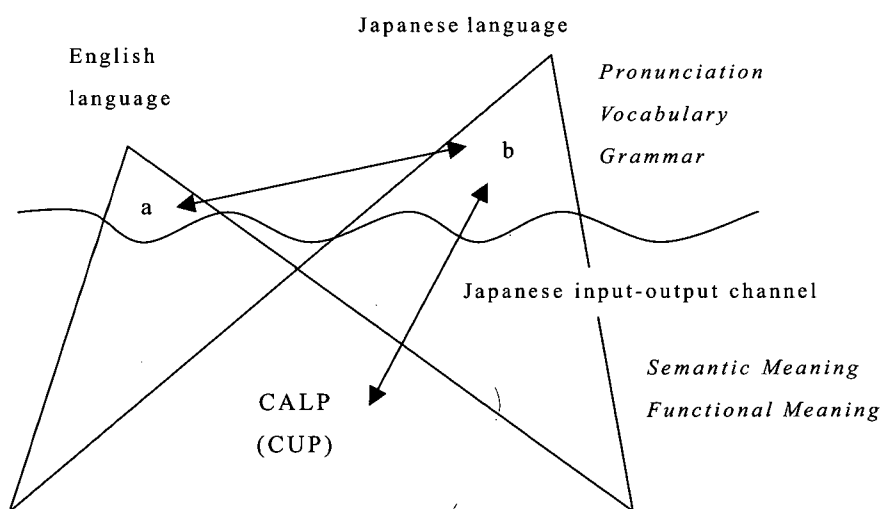 Japanese language
English
language
Pronunciation
Vocabulary
Grammar
a
b
Japanese input-output channel
Semantic Meaning
Functional Meaning
CALP
(CUP)